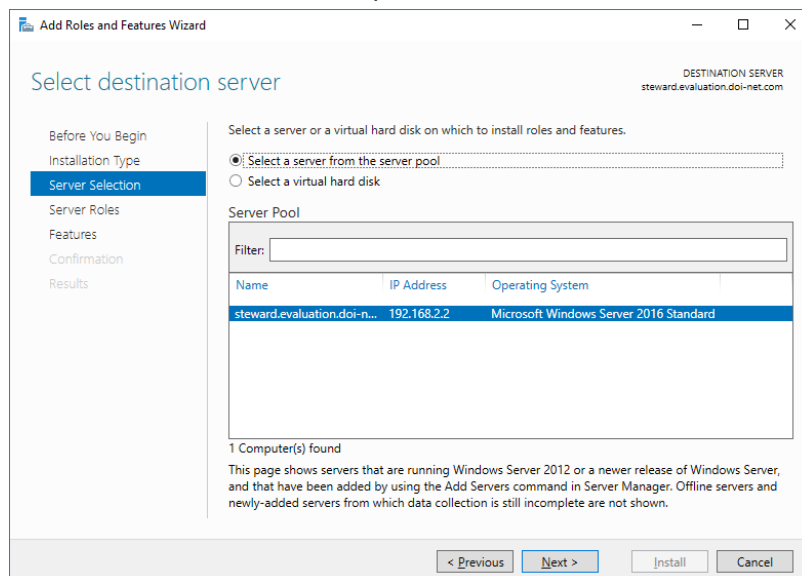 Add Roles and Features Wizard
Select destination server
DESTINATION SERVER
steward.evaluation.doi-net.com
Before You Begin
Installation Type
Server Selection
Server Roles
Features
Confirmation
Results
Select a server or a virtual hard disk on which to install roles and features.
Select a server from the server pool
Select a virtual hard disk
Server Pool
Filter:
Name IP Address Operating System
steward.evaluation.doi-n... 192.168.2.2 Microsoft Windows Server 2016 Standard
1 Computer(s) found
This page shows servers that are running Windows Server 2012 or a newer release of Windows Server,
and that have been added by using the Add Servers command in Server Manager. Offline servers and
newly-added servers from which data collection is still incomplete are not shown.
< Previous Next > Install Cancel